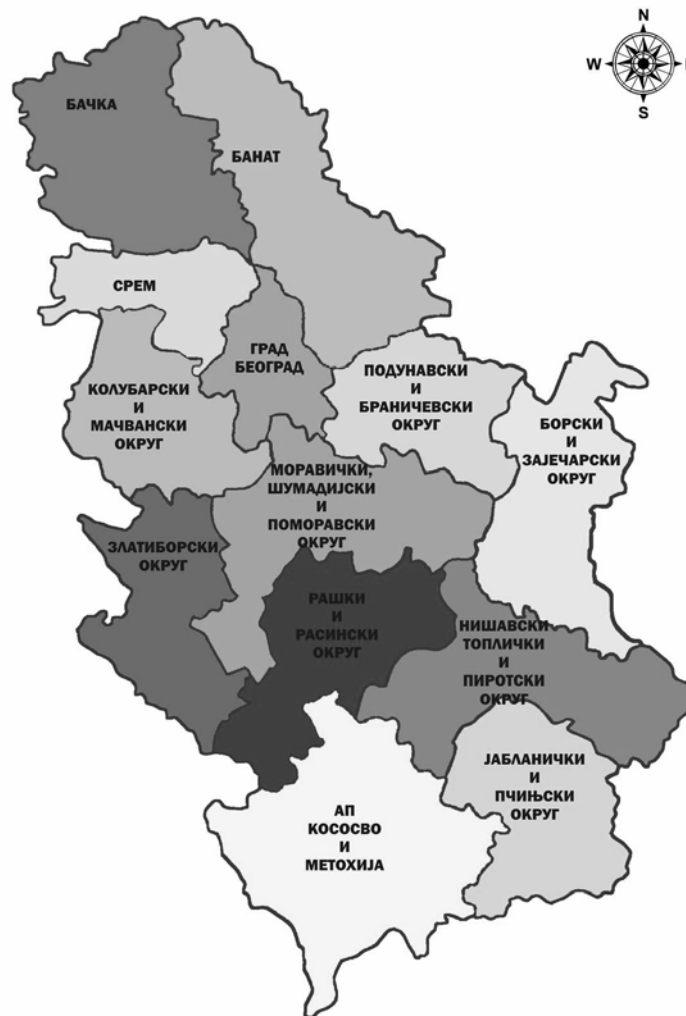 N
W
S
БАЧКА
БАНАТ
СРЕМ
ГРАД
БЕОГРАД
КОЛУБАРСКИ
И
МАЧВАНСКИ
ОКРУГ
ПОДУНАВСКИ
И
БРАНИЧЕВСКИ
ОКРУГ
БОРСКИ
И
ЗАЈЕЧАРСКИ
ОКРУГ
МОРАВИЧКИ,
ШУМАДИЈСКИ
И
ПОМОРАВСКИ
ОКРУГ
ЗЛАТИБОРСКИ
ОКРУГ
РАШКИ
И
РАСИНСКИ
ОКРУГ
НИШАВСКИ
ТОПЛИЧКИ
И
ПИРОТСКИ
ОКРУГ
ЈАБЛАНИЧКИ
И
ПЧИЊСКИ
ОКРУГ
АП
КОСОСВО
И
МЕТОХИЈА